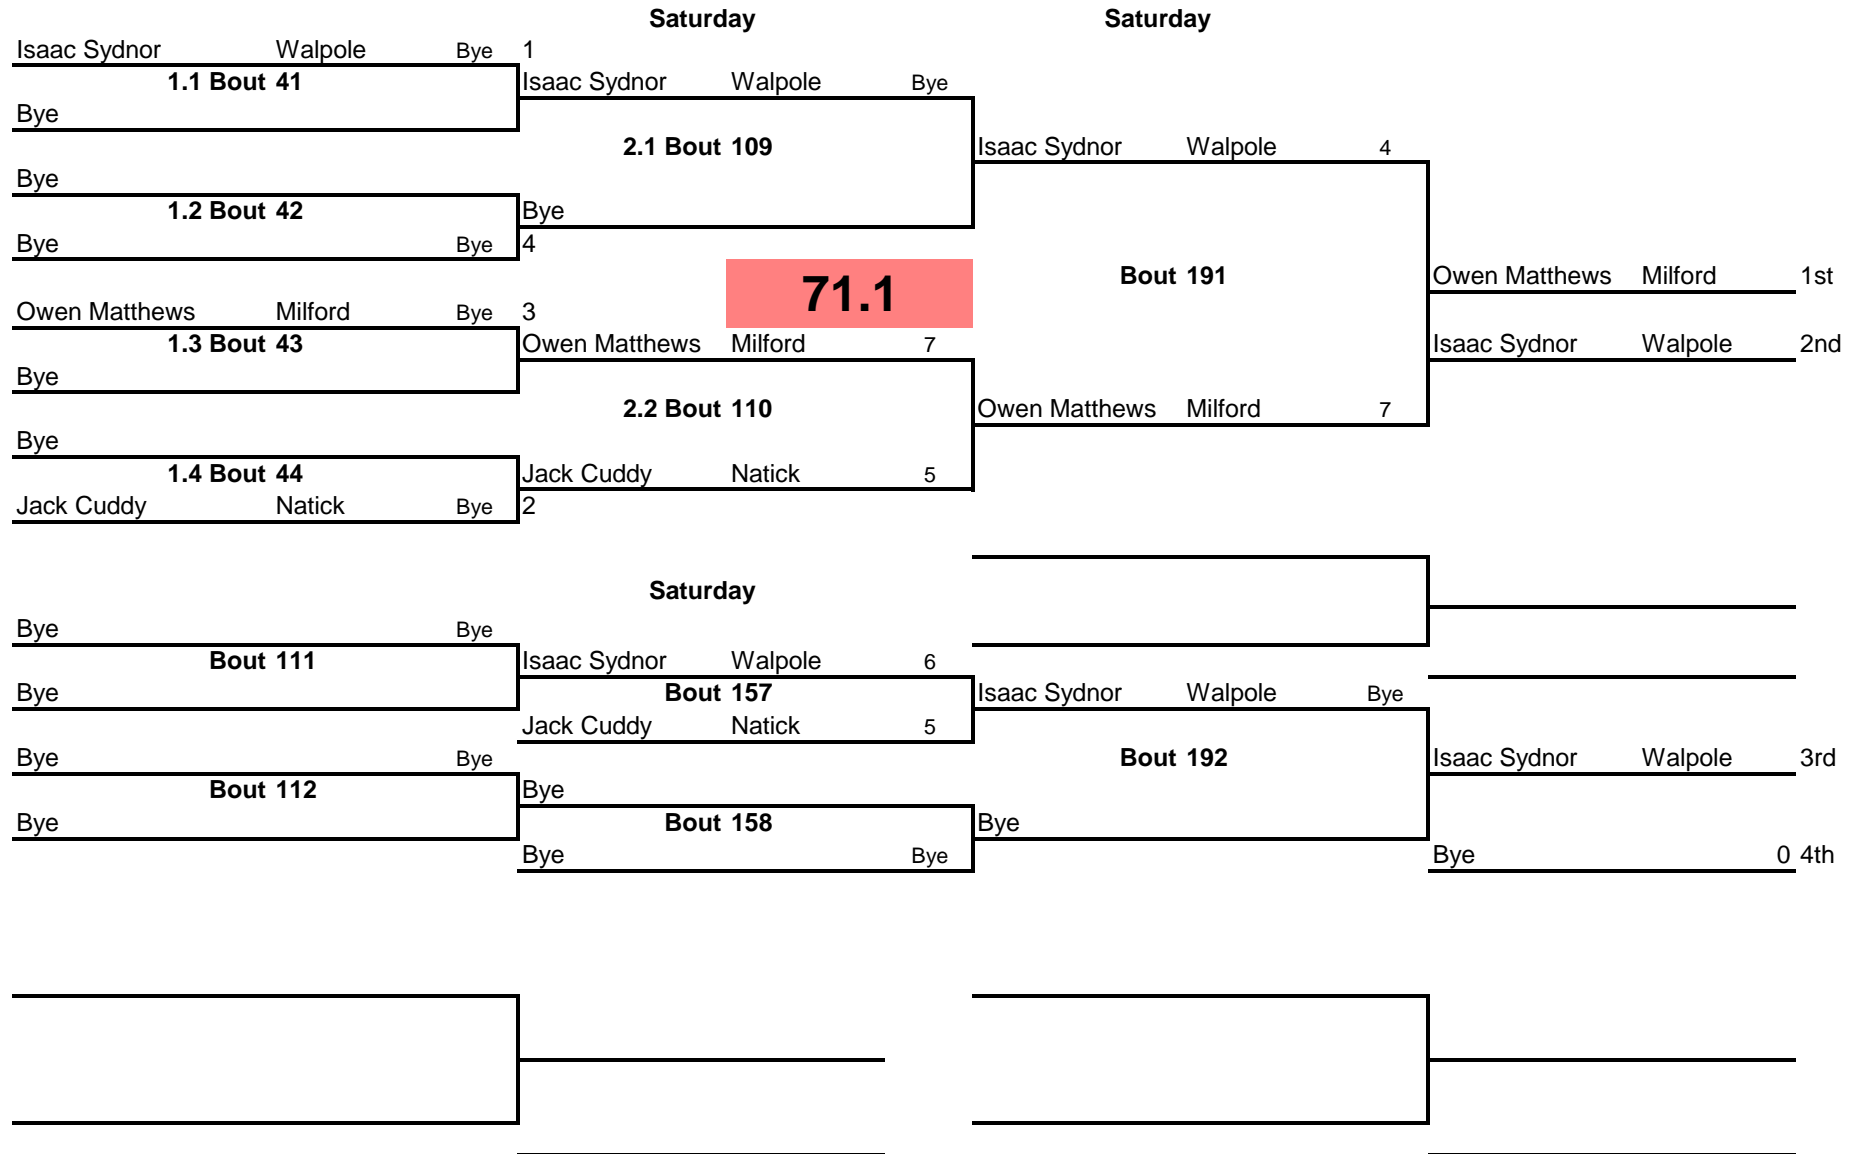 Saturday Saturday
Isaac Sydnor Walpole Bye 1
1.1 Bout 41 Isaac Sydnor Walpole Bye
Bye
2.1 Bout 109 Isaac Sydnor Walpole 4
Bye
1.2 Bout 42 Bye
Bye Bye 4
71.1 Bout 191 Owen Matthews Milford 1st
Owen Matthews Milford Bye 3
1.3 Bout 43 Owen Matthews Milford 7 Isaac Sydnor Walpole 2nd
Bye
2.2 Bout 110 Owen Matthews Milford 7
Bye
1.4 Bout 44 Jack Cuddy Natick 5
Jack Cuddy Natick Bye 2
Saturday
Bye Bye
Bout 111 Isaac Sydnor Walpole 6
Bye Bout 157 Isaac Sydnor Walpole Bye
Jack Cuddy Natick 5
Bye Bye Bout 192 Isaac Sydnor Walpole 3rd
Bout 112 Bye
Bye Bout 158 Bye
Bye Bye Bye 0 4th